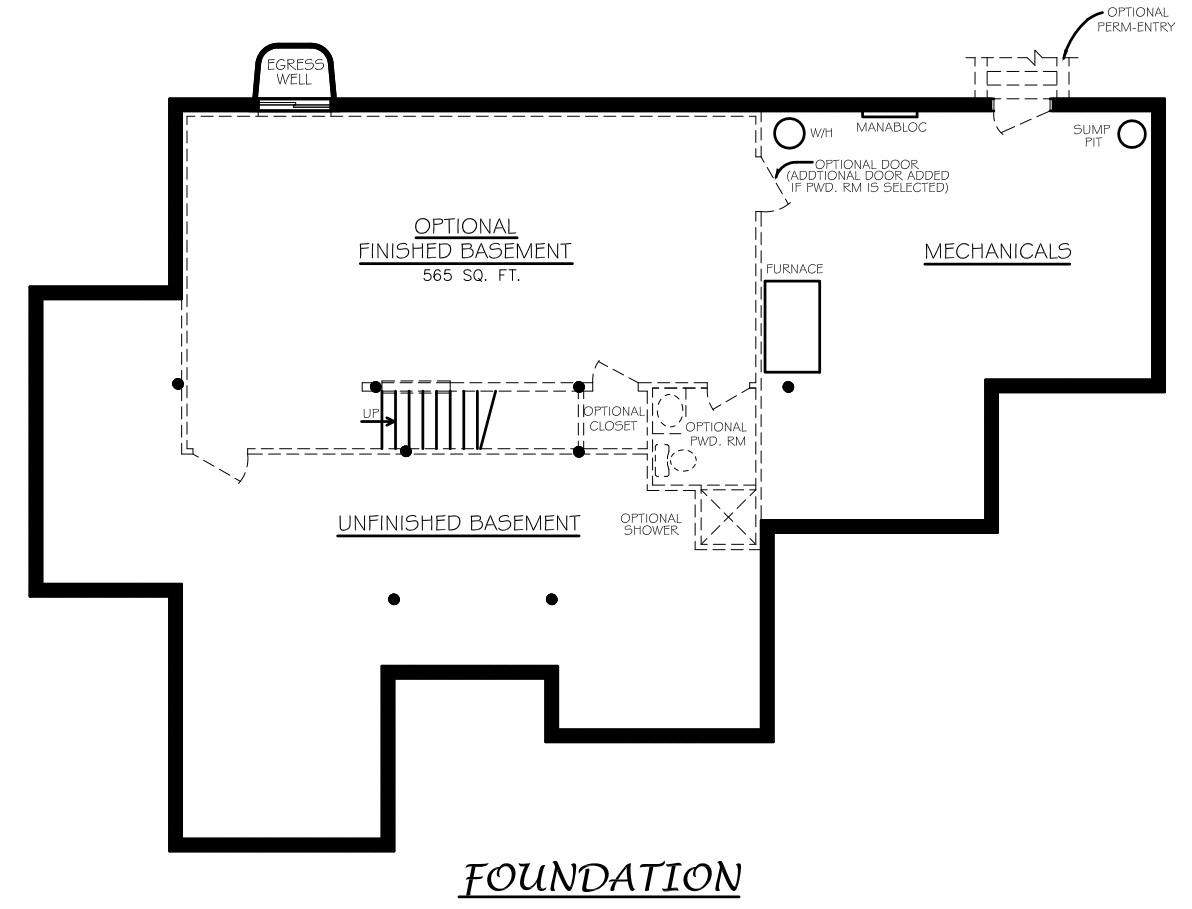 OPTIONAL
PERM-ENTRY
EGRESS
WELL
W/H
MANABLOC
SUMP
PIT
OPTIONAL DOOR
(ADDTIONAL DOOR ADDED
IF PWD. RM IS SELECTED)
OPTIONAL
FINISHED BASEMENT
565 SQ. FT.
MECHANICALS
FURNACE
UP
OPTIONAL
CLOSET
OPTIONAL
PWD. RM
UNFINISHED BASEMENT
OPTIONAL
SHOWER
FOUNDATION